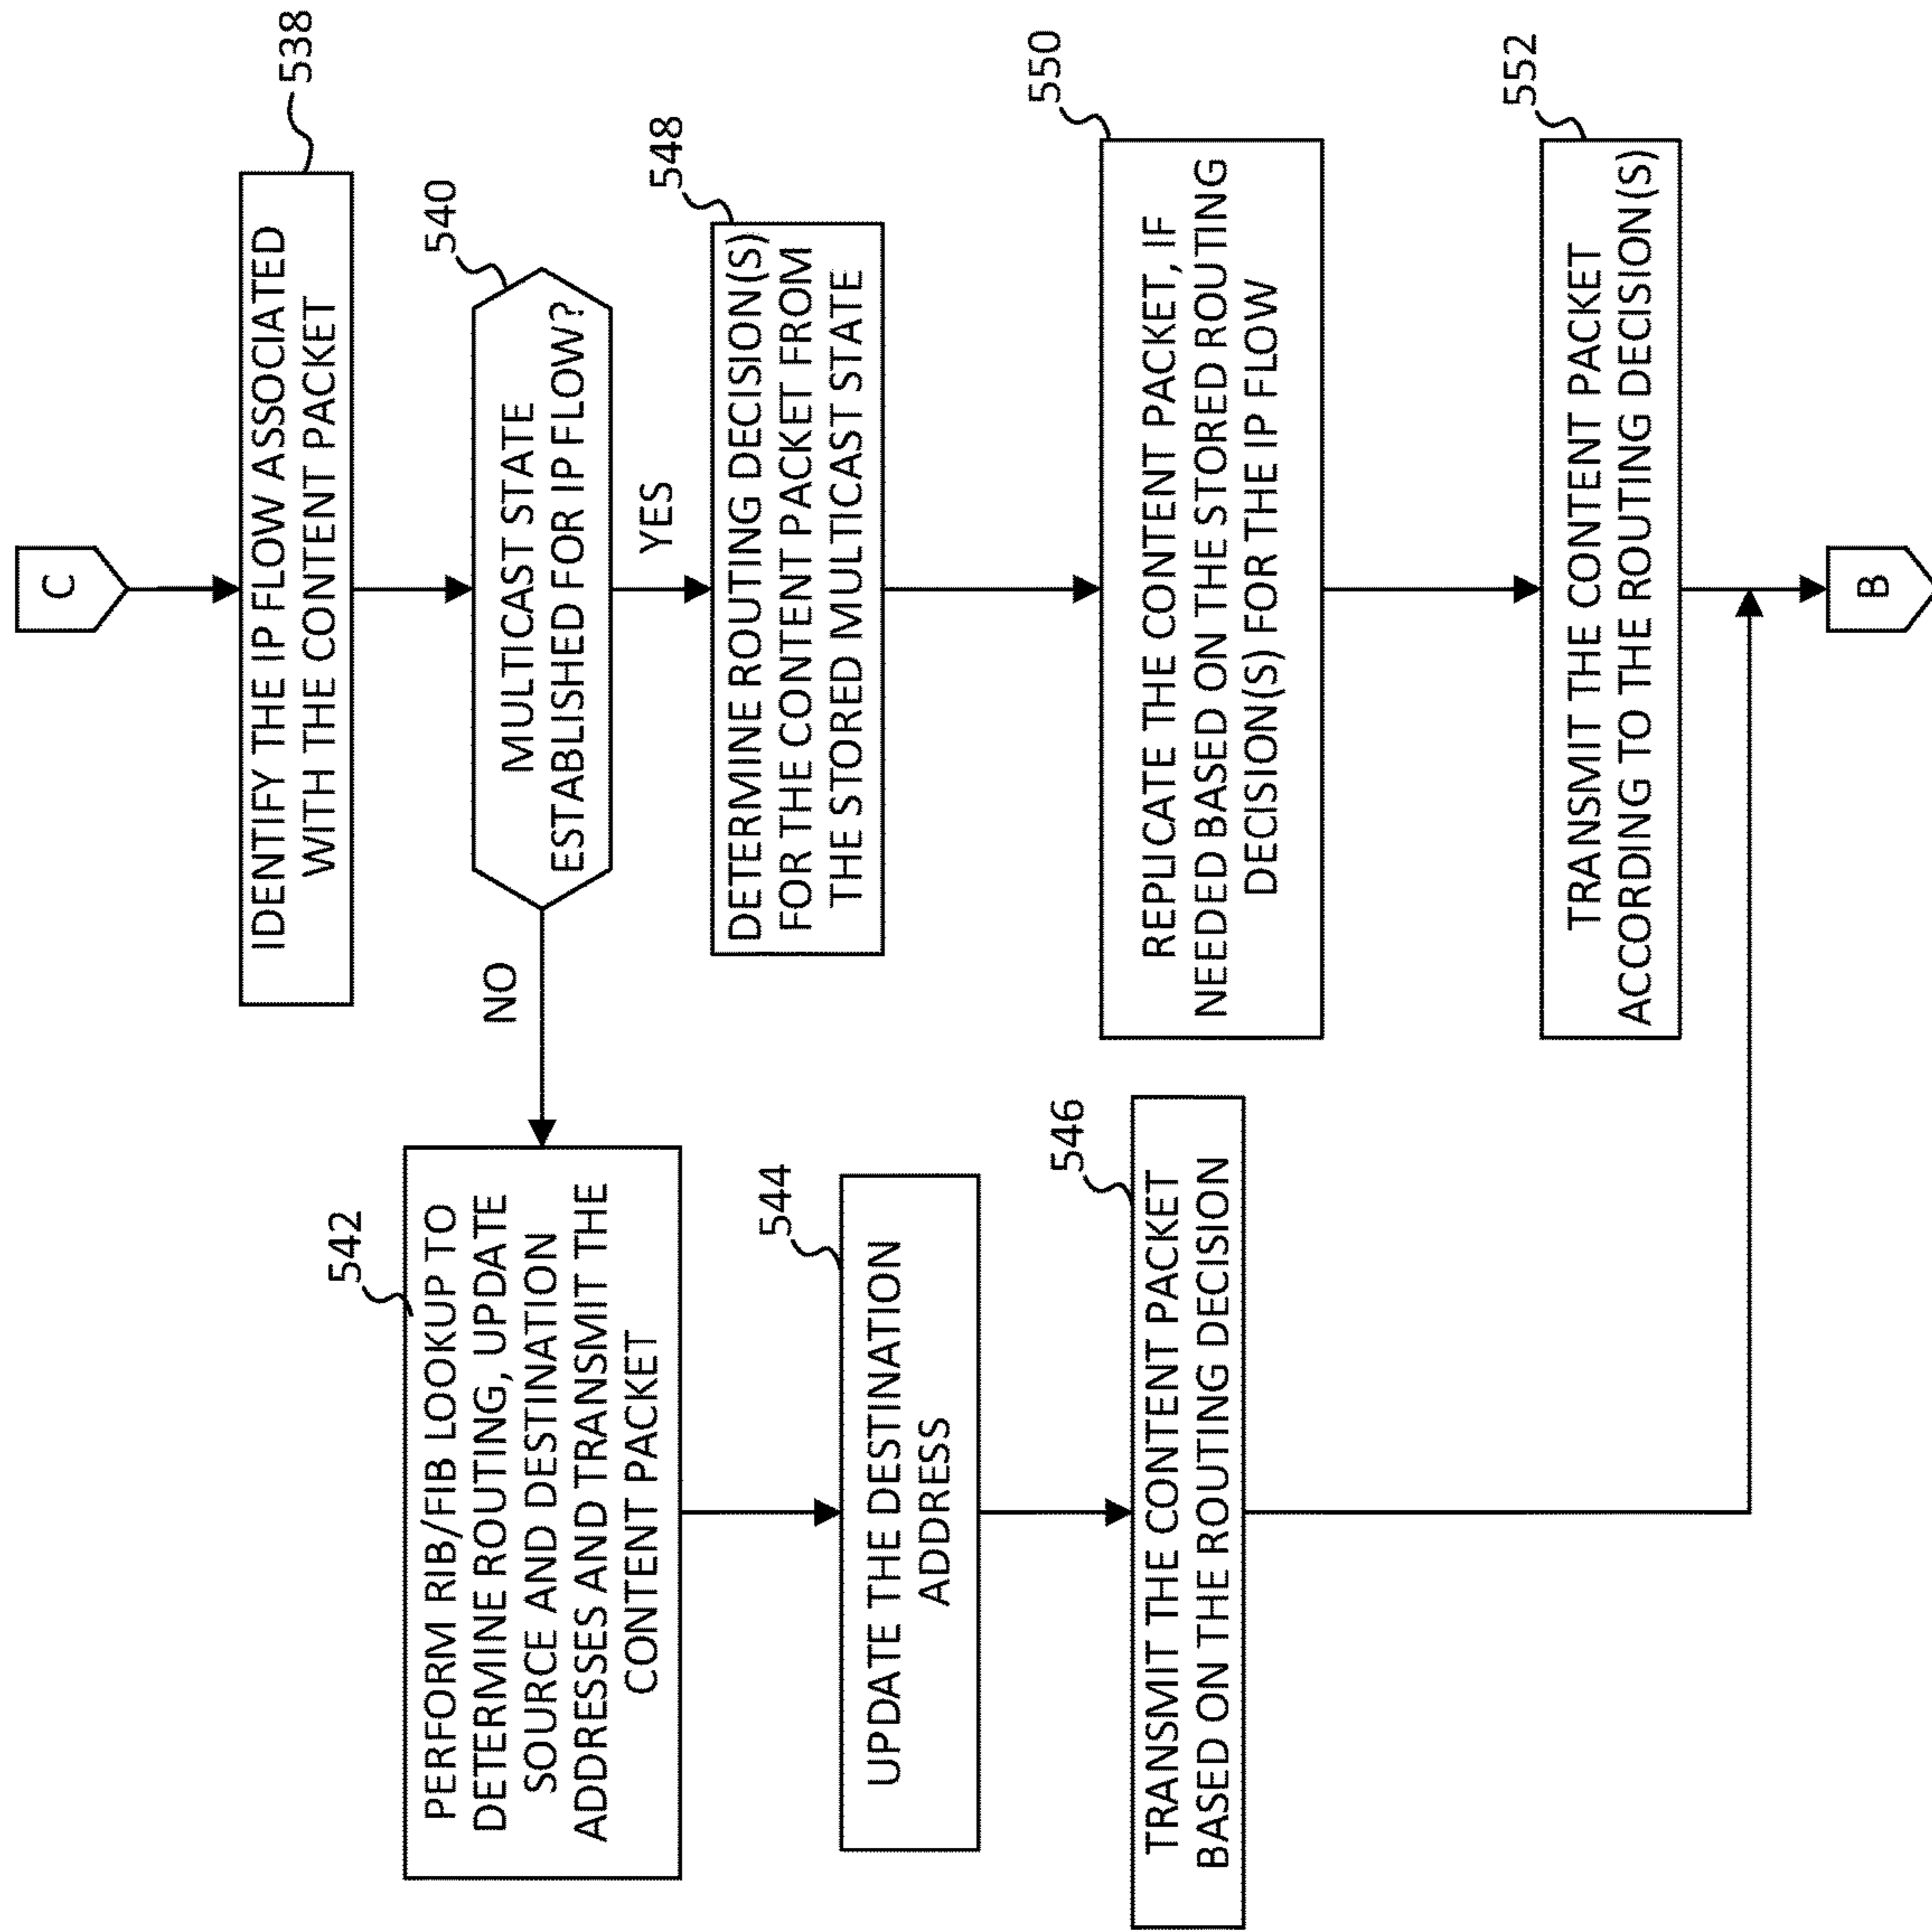 C
538
IDENTIFY THE IP FLOW ASSOCIATED
WITH THE CONTENT PACKET
540
MULTICAST STATE
ESTABLISHED FOR IP FLOW?
NO
YES
542
PERFORM RIB/FIB LOOKUP TO
DETERMINE ROUTING, UPDATE
SOURCE AND DESTINATION
ADDRESSES AND TRANSMIT THE
CONTENT PACKET
544
UPDATE THE DESTINATION
ADDRESS
546
TRANSMIT THE CONTENT PACKET
BASED ON THE ROUTING DECISION
548
DETERMINE ROUTING DECISION(S)
FOR THE CONTENT PACKET FROM
THE STORED MULTICAST STATE
550
REPLICATE THE CONTENT PACKET, IF
NEEDED BASED ON THE STORED ROUTING
DECISION(S) FOR THE IP FLOW
552
TRANSMIT THE CONTENT PACKET
ACCORDING TO THE ROUTING DECISION(S)
B